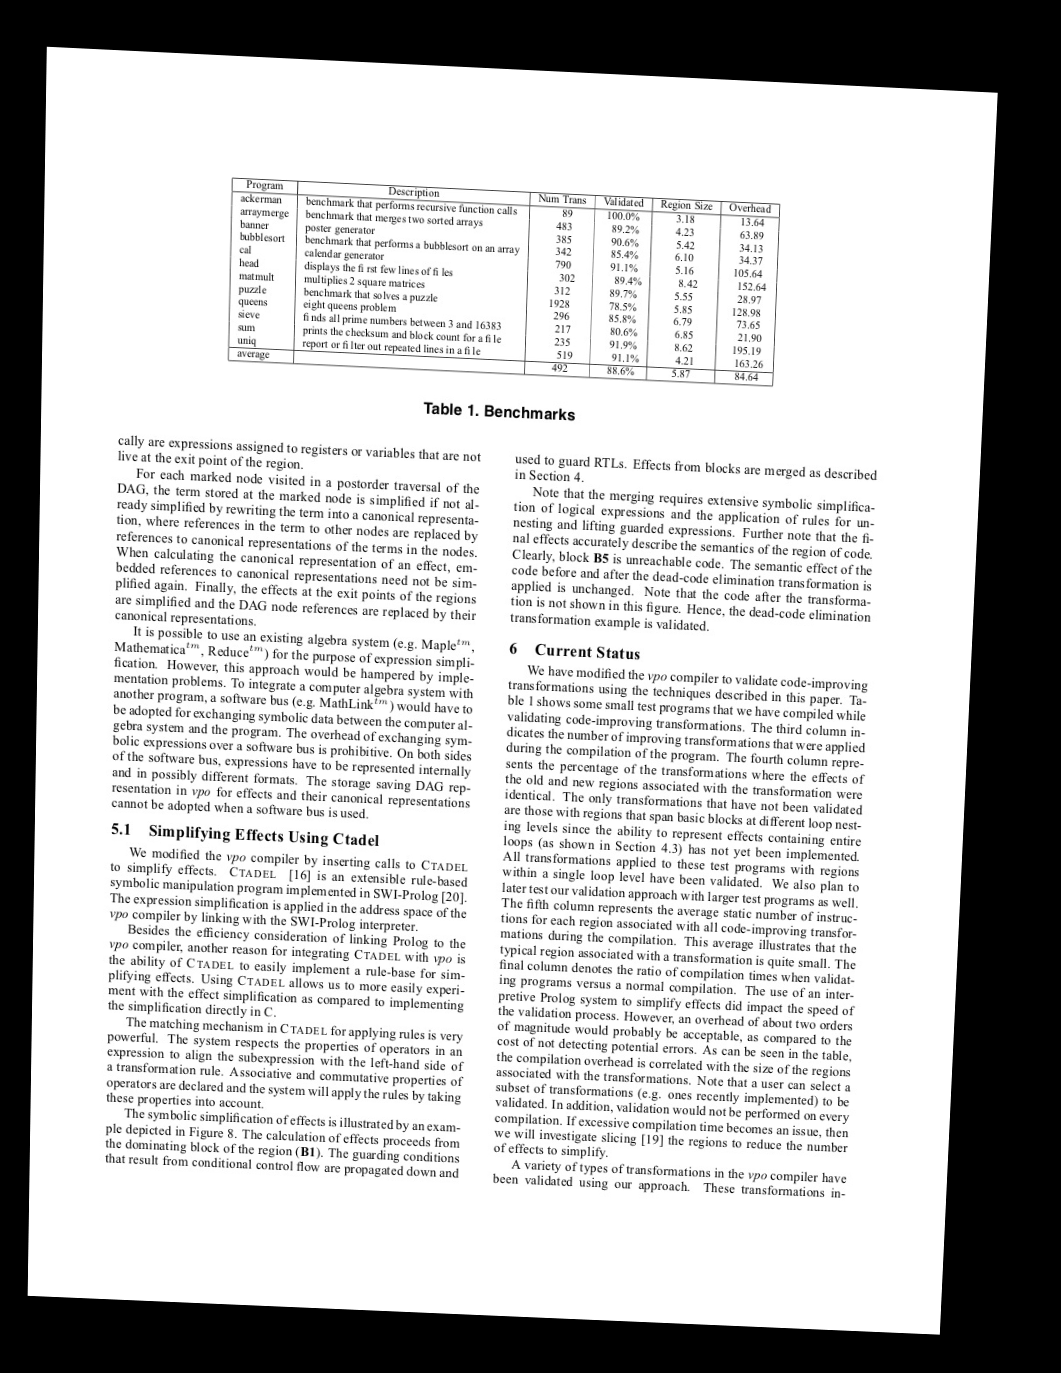 Program Description Num Trans Validated Region Size Overhead
ackerman benchmark that performs recursive function calls 89 100.0% 3.18 13.64
arraymerge benchmark that merges two sorted arrays 483 89.2% 4.23 63.89
banner poster generator 385 90.6% 5.42 34.13
bubblesort benchmark that performs a bubblesort on an array 342 85.4% 6.10 34.37
cal calendar generator 790 91.1% 5.16 105.64
head displays the fi rst few lines of fi les 302 89.4% 8.42 152.64
matmult multiplies 2 square matrices 312 89.7% 5.55 28.97
puzzle benchmark that solves a puzzle 1928 78.5% 5.85 128.98
queens eight queens problem 296 85.8% 6.79 73.65
sieve fi nds all prime numbers between 3 and 16383 217 80.6% 6.85 21.90
sum prints the checksum and block count for a fi le 235 91.9% 8.62 195.19
uniq report or fi lter out repeated lines in a fi le 519 91.1% 4.21 163.26
average 492 88.6% 5.87 84.64
Table 1. Benchmarks
cally are expressions assigned to registers or variables that are not
live at the exit point of the region.
For each marked node visited in a postorder traversal of the
DAG, the term stored at the marked node is simplified if not al-
ready simplified by rewriting the term into a canonical representa-
tion, where references in the term to other nodes are replaced by
references to canonical representations of the terms in the nodes.
When calculating the canonical representation of an effect, em-
bedded references to canonical representations need not be sim-
plified again. Finally, the effects at the exit points of the regions
are simplified and the DAG node references are replaced by their
canonical representations.
It is possible to use an existing algebra system (e.g. Maple^tm,
Mathematica^tm, Reduce^tm) for the purpose of expression simpli-
fication. However, this approach would be hampered by imple-
mentation problems. To integrate a computer algebra system with
another program, a software bus (e.g. MathLink^tm) would have to
be adopted for exchanging symbolic data between the computer al-
gebra system and the program. The overhead of exchanging sym-
bolic expressions over a software bus is prohibitive. On both sides
of the software bus, expressions have to be represented internally
and in possibly different formats. The storage saving DAG rep-
resentation in vpo for effects and their canonical representations
cannot be adopted when a software bus is used.
5.1 Simplifying Effects Using Ctadel
We modified the vpo compiler by inserting calls to CTADEL
to simplify effects. CTADEL [16] is an extensible rule-based
symbolic manipulation program implemented in SWI-Prolog [20].
The expression simplification is applied in the address space of the
vpo compiler by linking with the SWI-Prolog interpreter.
Besides the efficiency consideration of linking Prolog to the
vpo compiler, another reason for integrating CTADEL with vpo is
the ability of CTADEL to easily implement a rule-base for sim-
plifying effects. Using CTADEL allows us to more easily experi-
ment with the effect simplification as compared to implementing
the simplification directly in C.
The matching mechanism in CTADEL for applying rules is very
powerful. The system respects the properties of operators in an
expression to align the subexpression with the left-hand side of
a transformation rule. Associative and commutative properties of
operators are declared and the system will apply the rules by taking
these properties into account.
The symbolic simplification of effects is illustrated by an exam-
ple depicted in Figure 8. The calculation of effects proceeds from
the dominating block of the region (B1). The guarding conditions
that result from conditional control flow are propagated down and
used to guard RTLs. Effects from blocks are merged as described
in Section 4.
Note that the merging requires extensive symbolic simplifica-
tion of logical expressions and the application of rules for un-
nesting and lifting guarded expressions. Further note that the fi-
nal effects accurately describe the semantics of the region of code.
Clearly, block B5 is unreachable code. The semantic effect of the
code before and after the dead-code elimination transformation is
applied is unchanged. Note that the code after the transforma-
tion is not shown in this figure. Hence, the dead-code elimination
transformation example is validated.
6 Current Status
We have modified the vpo compiler to validate code-improving
transformations using the techniques described in this paper. Ta-
ble 1 shows some small test programs that we have compiled while
validating code-improving transformations. The third column in-
dicates the number of improving transformations that were applied
during the compilation of the program. The fourth column repre-
sents the percentage of the transformations where the effects of
the old and new regions associated with the transformation were
identical. The only transformations that have not been validated
are those with regions that span basic blocks at different loop nest-
ing levels since the ability to represent effects containing entire
loops (as shown in Section 4.3) has not yet been implemented.
All transformations applied to these test programs with regions
within a single loop level have been validated. We also plan to
later test our validation approach with larger test programs as well.
The fifth column represents the average static number of instruc-
tions for each region associated with all code-improving transfor-
mations during the compilation. This average illustrates that the
typical region associated with a transformation is quite small. The
final column denotes the ratio of compilation times when validat-
ing programs versus a normal compilation. The use of an inter-
pretive Prolog system to simplify effects did impact the speed of
the validation process. However, an overhead of about two orders
of magnitude would probably be acceptable, as compared to the
cost of not detecting potential errors. As can be seen in the table,
the compilation overhead is correlated with the size of the regions
associated with the transformations. Note that a user can select a
subset of transformations (e.g. ones recently implemented) to be
validated. In addition, validation would not be performed on every
compilation. If excessive compilation time becomes an issue, then
we will investigate slicing [19] the regions to reduce the number
of effects to simplify.
A variety of types of transformations in the vpo compiler have
been validated using our approach. These transformations in-